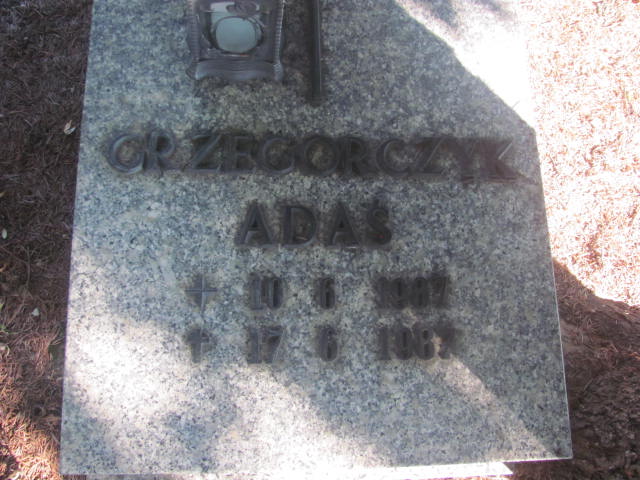 GRZEGORCZYK
ADAŚ
+ 10 6 1987
+ 17 6 1987